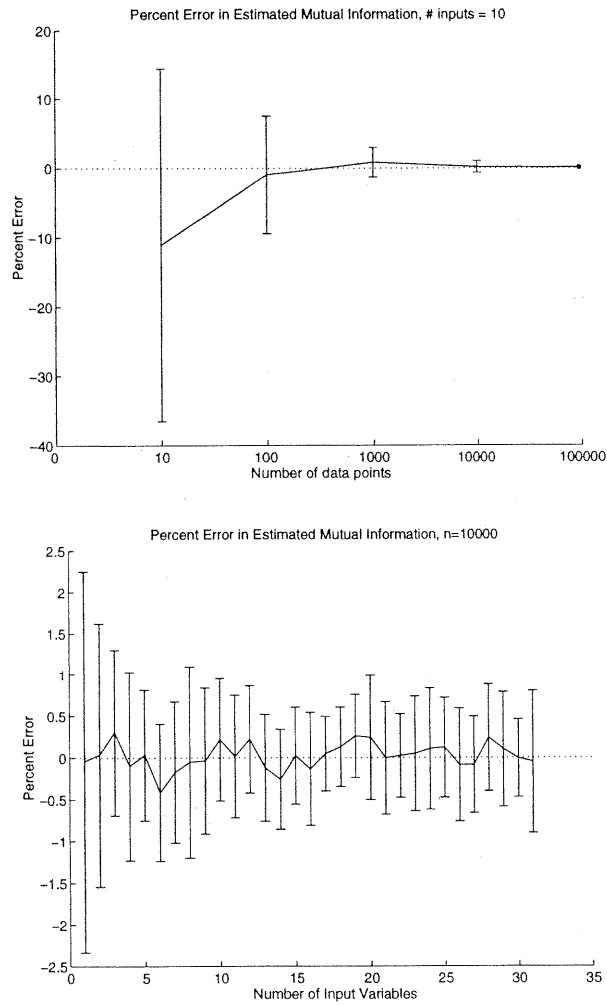 Percent Error in Estimated Mutual Information, # inputs = 10
20
10
0
−10
−20
−30
−40
Percent Error
0 10 100 1000 10000 100000
Number of data points
Percent Error in Estimated Mutual Information, n=10000
2.5
2
1.5
1
0.5
0
−0.5
−1
−1.5
−2
−2.5
Percent Error
0 5 10 15 20 25 30 35
Number of Input Variables